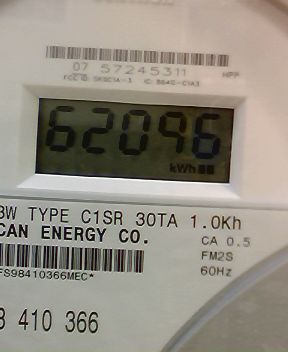 07 57245311 HPP
62096
kWh
3W TYPE C1SR 30TA 1.0Kh
CAN ENERGY CO. CA 0.5
FM2S
FS98410366MEC* 60Hz
410 366